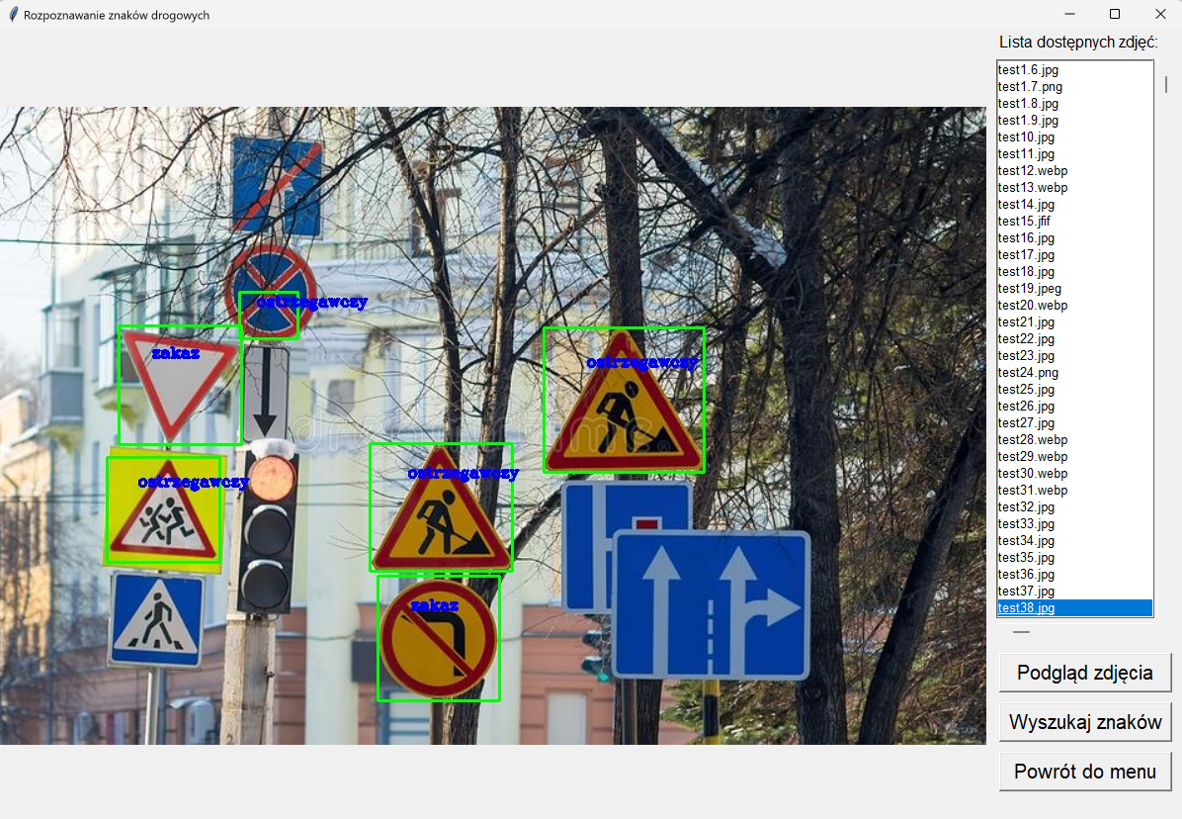 Rozpoznawanie znaków drogowych
Lista dostępnych zdjęć:
test1.6.jpg
test1.7.png
test1.8.jpg
test1.9.jpg
test10.jpg
test11.jpg
test12.webp
test13.webp
test14.jpg
test15.jfif
test16.jpg
test17.jpg
test18.jpg
test19.jpeg
test20.webp
test21.jpg
test22.jpg
test23.jpg
test24.png
test25.jpg
test26.jpg
test27.jpg
test28.webp
test29.webp
test30.webp
test31.webp
test32.jpg
test33.jpg
test34.jpg
test35.jpg
test36.jpg
test37.jpg
test38.jpg
ostrzegawczy
zakaz
ostrzegawczy
ostrzegawczy
ostrzegawczy
zakaz
Podgląd zdjęcia
Wyszukaj znaków
Powrót do menu